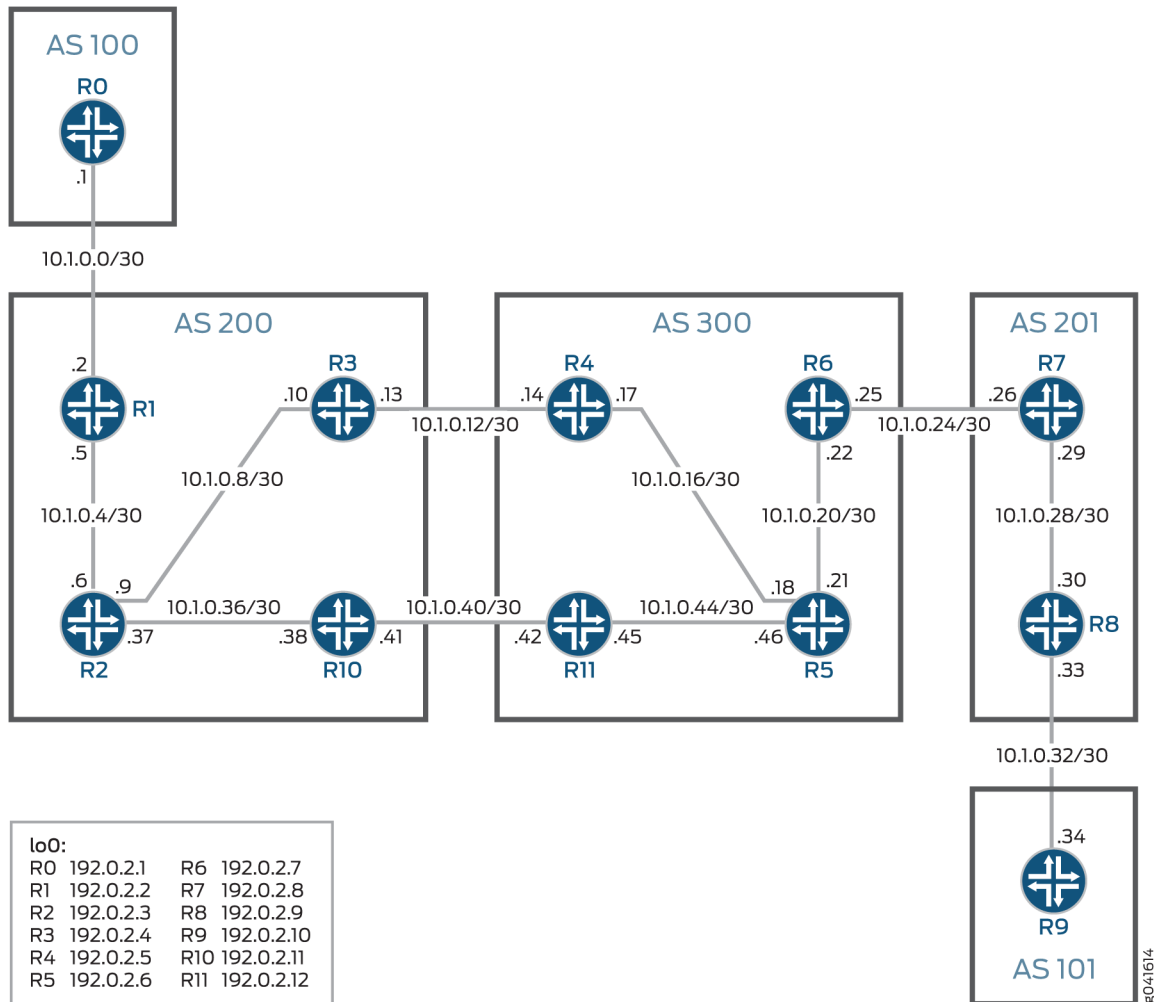 AS 100
R0
.1
10.1.0.0/30
AS 200
AS 300
AS 201
.2
R1
.5
R3
.10
.13
10.1.0.12/30
R4
.14
.17
R6
.25
.22
10.1.0.24/30
R7
.26
.29
10.1.0.4/30
10.1.0.8/30
10.1.0.16/30
10.1.0.20/30
10.1.0.28/30
.6
.9
R2
.37
10.1.0.36/30
.38
R10
.41
10.1.0.40/30
.42
R11
.45
10.1.0.44/30
.46
.18
.21
R5
.30
R8
.33
10.1.0.32/30
.34
R9
AS 101
lo0:
R0 192.0.2.1 R6 192.0.2.7
R1 192.0.2.2 R7 192.0.2.8
R2 192.0.2.3 R8 192.0.2.9
R3 192.0.2.4 R9 192.0.2.10
R4 192.0.2.5 R10 192.0.2.11
R5 192.0.2.6 R11 192.0.2.12
g041614